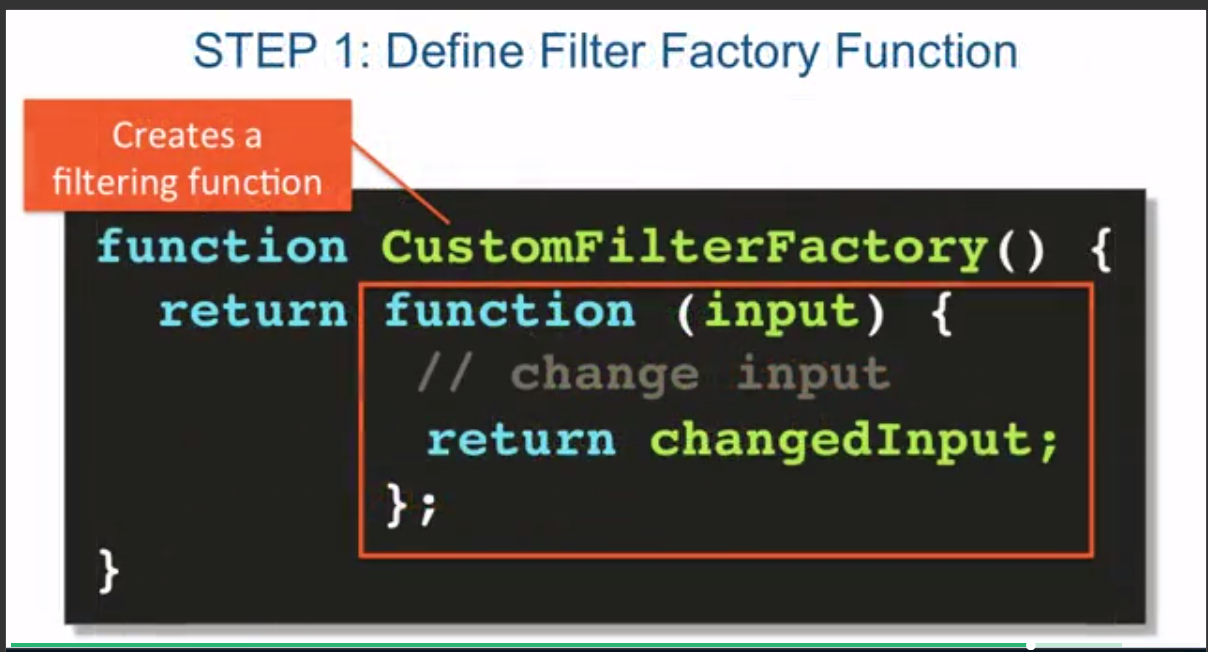 STEP 1: Define Filter Factory Function
Creates a
filtering function
function CustomFilterFactory() {
return function (input) {
// change input
return changedInput;
};
}